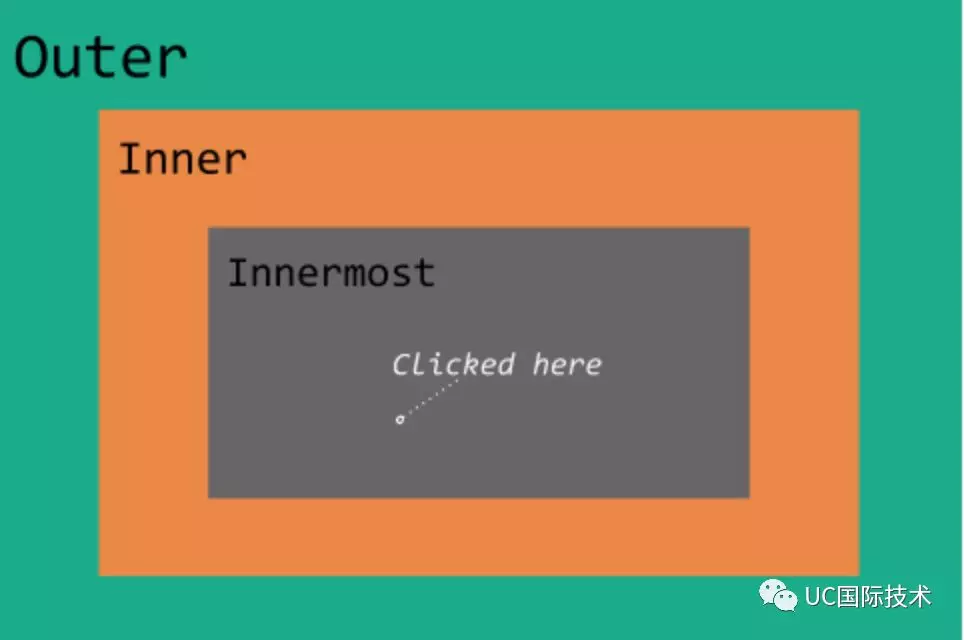 Outer
Inner
Innermost
Clicked here
UC国际技术